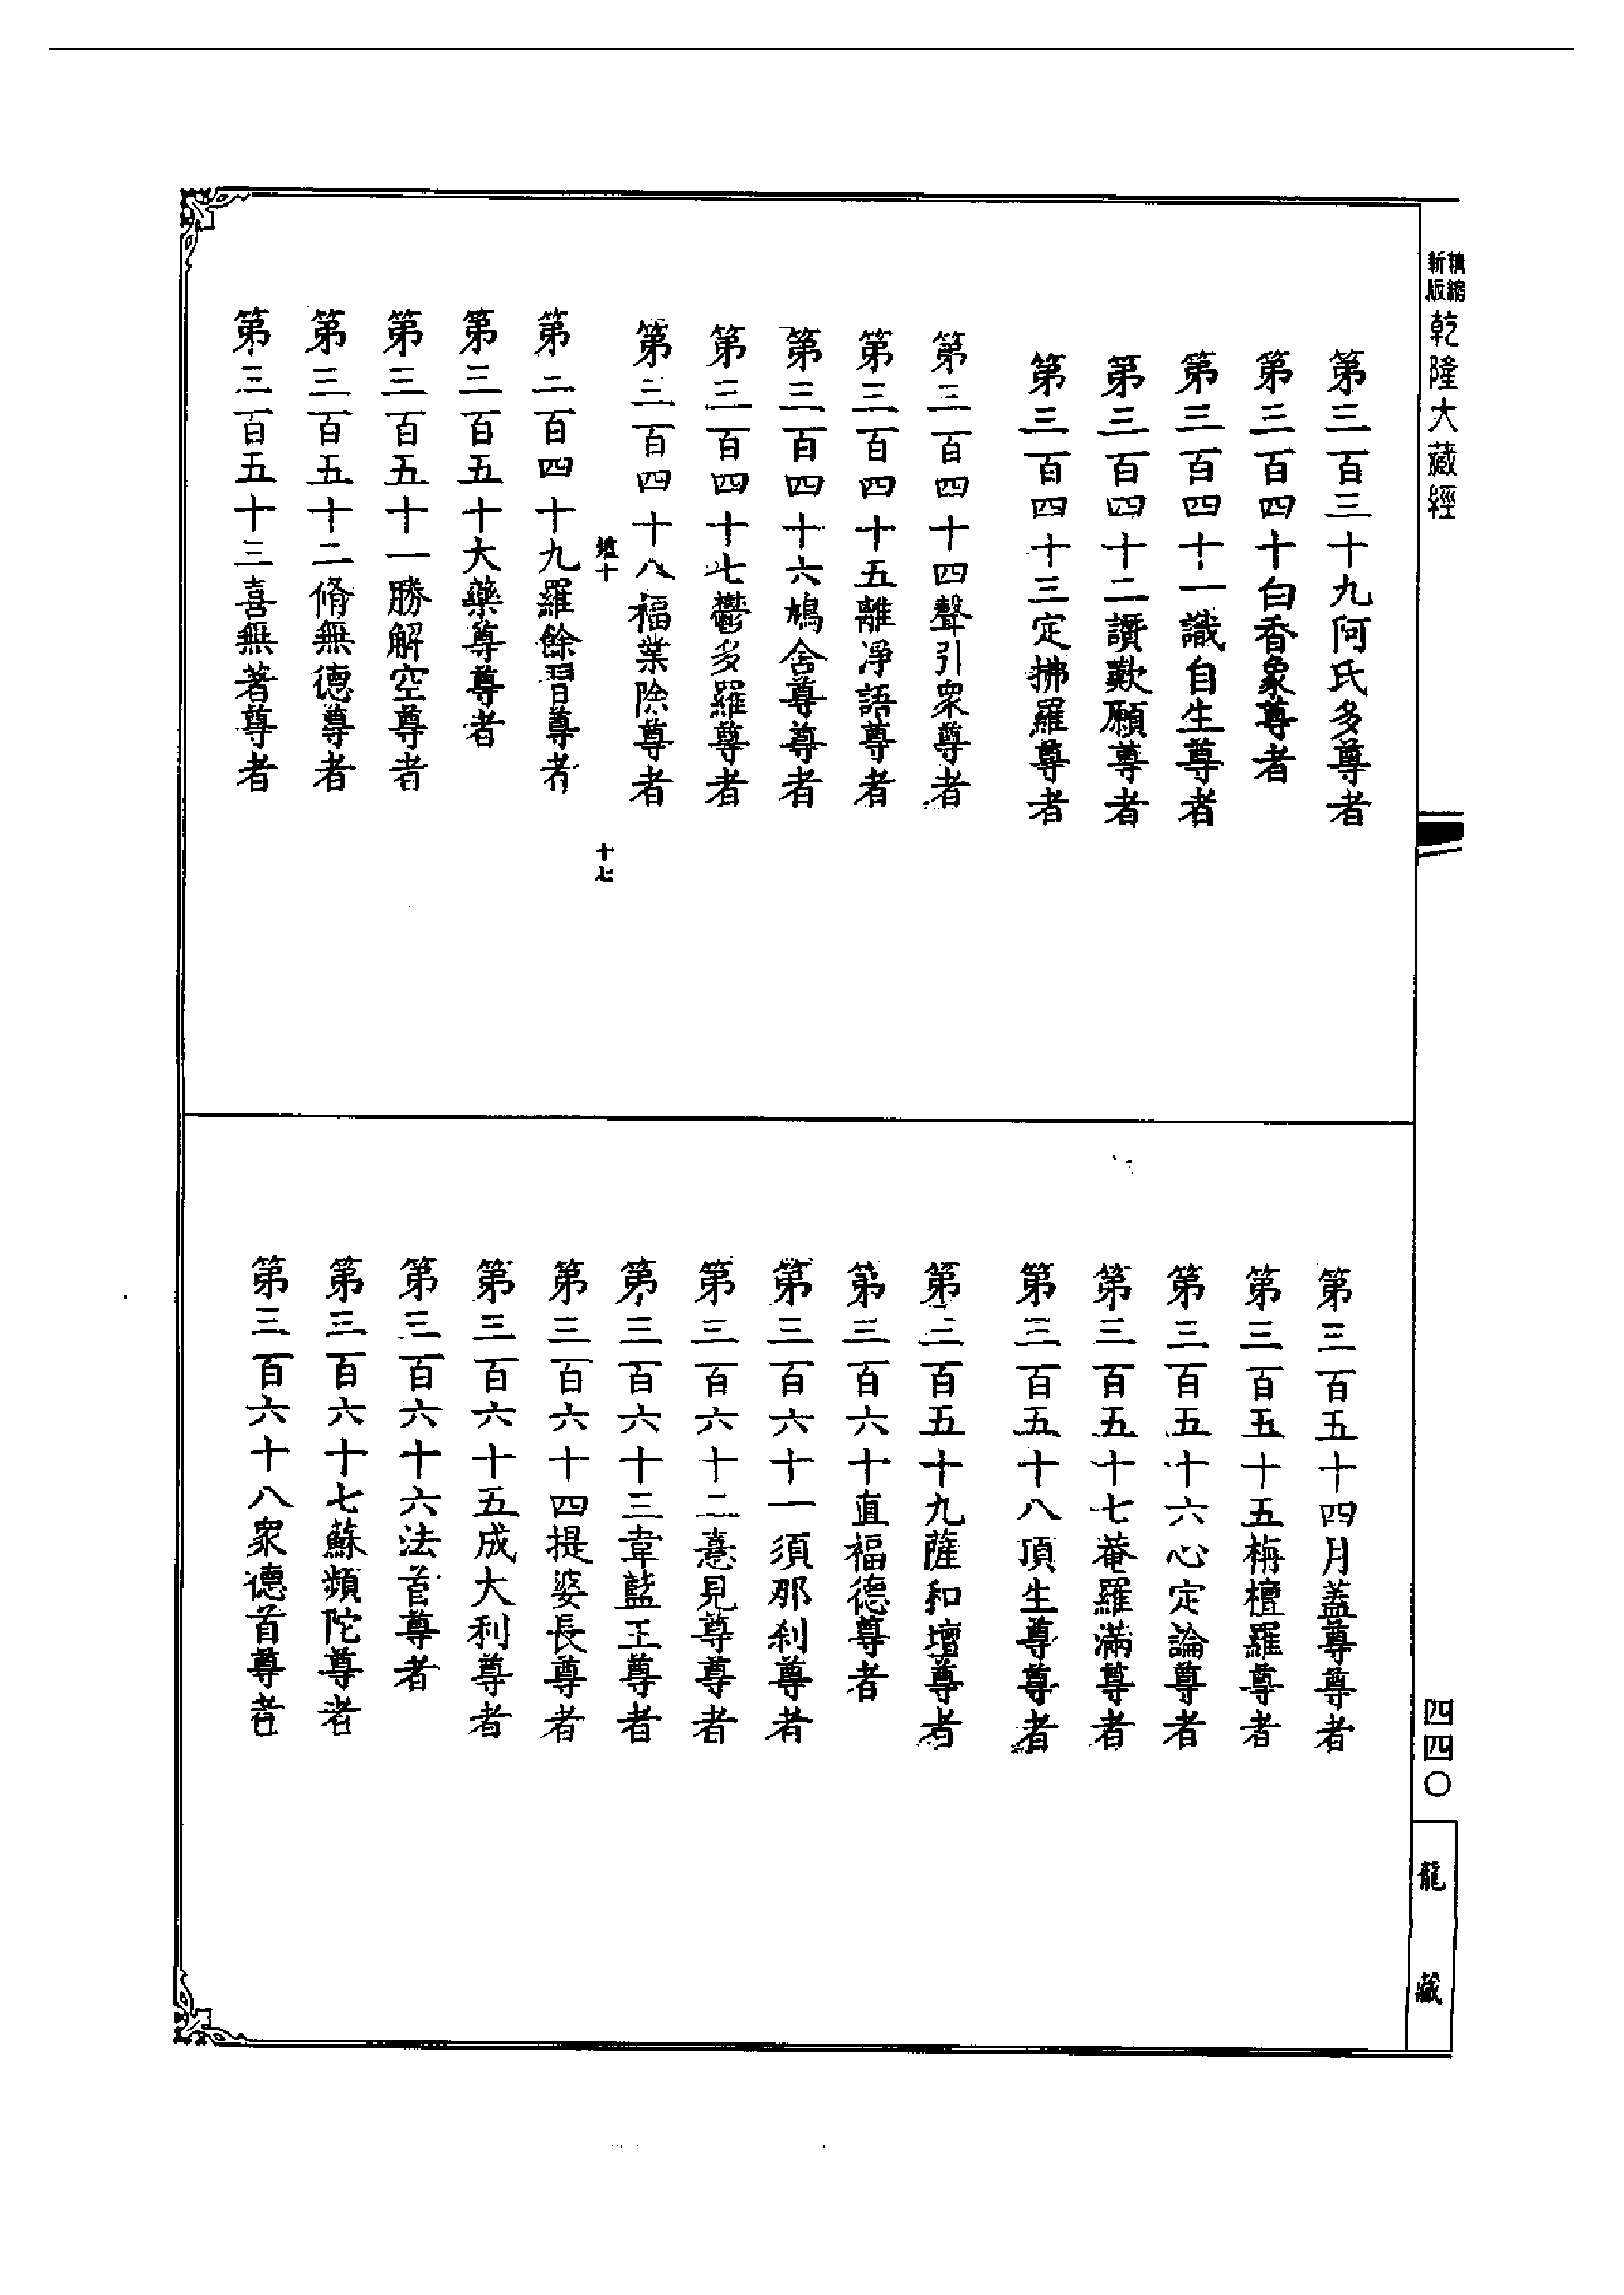 精縮新版乾隆大藏經
第三百三十九阿氏多尊者
第三百四十白香象尊者
第三百四十一識自生尊者
第三百四十二讚歎願尊者
第三百四十三定拂羅尊者
第三百四十四聲引衆尊者
第三百四十五離淨語尊者
第三百四十六鳩舍尊尊者
第三百四十七鬱多羅尊者
第三百四十八福業除尊者
十
十七
第三百四十九羅餘習尊者
第三百五十大藥尊尊者
第三百五十一勝解空尊者
第三百五十二脩無德尊者
第三百五十三喜無著尊者
第三百五十四月蓋尊尊者
第三百五十五栴檀羅尊者
第三百五十六心定論尊者
第三百五十七菴羅滿尊者
第三百五十八頂生尊尊者
第三百五十九薩和壇尊者
第三百六十直福德尊者
第三百六十一須那刹尊者
第三百六十二憙見尊尊者
第三百六十三韋藍王尊者
第三百六十四提婆長尊者
第三百六十五成大利尊者
第三百六十六法首尊者
第三百六十七蘇頻陀尊者
第三百六十八衆德首尊者
四四〇
龍藏